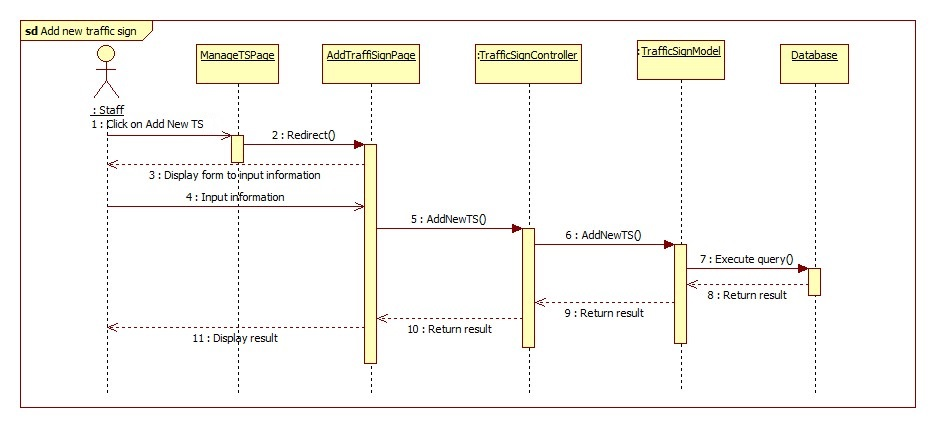 sd Add new traffic sign
ManageTSPage
AddTraffiSignPage
:TrafficSignController
:TrafficSignModel
Database
: Staff
1 : Click on Add New TS
2 : Redirect()
3 : Display form to input information
4 : Input information
5 : AddNewTS()
6 : AddNewTS()
7 : Execute query()
8 : Return result
9 : Return result
10 : Return result
11 : Display result